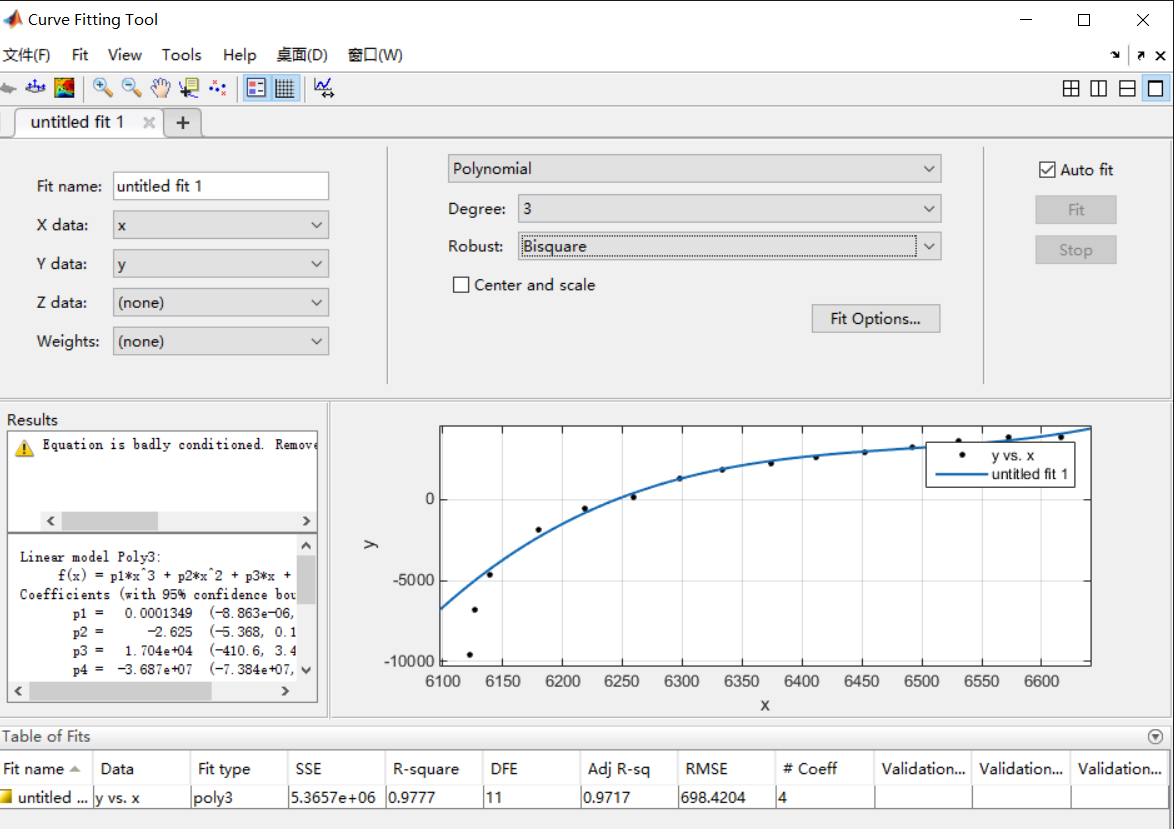 Curve Fitting Tool
文件(F) Fit View Tools Help 桌面(D) 窗口(W)
untitled fit 1
Fit name: untitled fit 1
X data: x
Y data: y
Z data: (none)
Weights: (none)
Polynomial
Degree: 3
Robust: Bisquare
Center and scale
Fit Options...
Auto fit
Fit
Stop
Results
Equation is badly conditioned. Remove
Linear model Poly3:
f(x) = p1*x^3 + p2*x^2 + p3*x +
Coefficients (with 95% confidence bou
p1 = 0.0001349 (-8.863e-06,
p2 = -2.625 (-5.368, 0.1
p3 = 1.704e+04 (-410.6, 3.4
p4 = -3.687e+07 (-7.384e+07,
y vs. x
untitled fit 1
0
-5000
-10000
y
6100 6150 6200 6250 6300 6350 6400 6450 6500 6550 6600
x
Table of Fits
Fit name Data Fit type SSE R-square DFE Adj R-sq RMSE # Coeff Validation... Validation... Validation...
untitled ... y vs. x poly3 5.3657e+06 0.9777 11 0.9717 698.4204 4